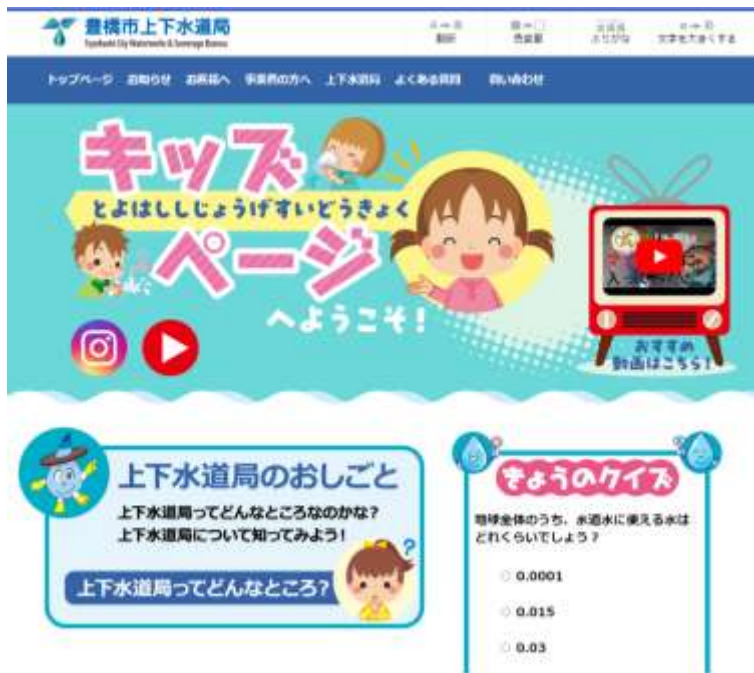 豊橋市上下水道局
Toyohashi City Waterworks & Sewerage Bureau
文字を大きくする
トップページ お知らせ お客様へ 事業者の方へ 上下水道局 よくある質問 問い合わせ
キッズ
とよはししじょうげすいどうきょく
ページ
へようこそ!
おすすめ
動画はこちら!
上下水道局のおしごと
上下水道局ってどんなところなのかな?
上下水道局について知ってみよう!
上下水道局ってどんなところ?
きょうのクイズ
地球全体のうち、水道水に使える水は
どれくらいでしょう?
0.0001
0.015
0.03